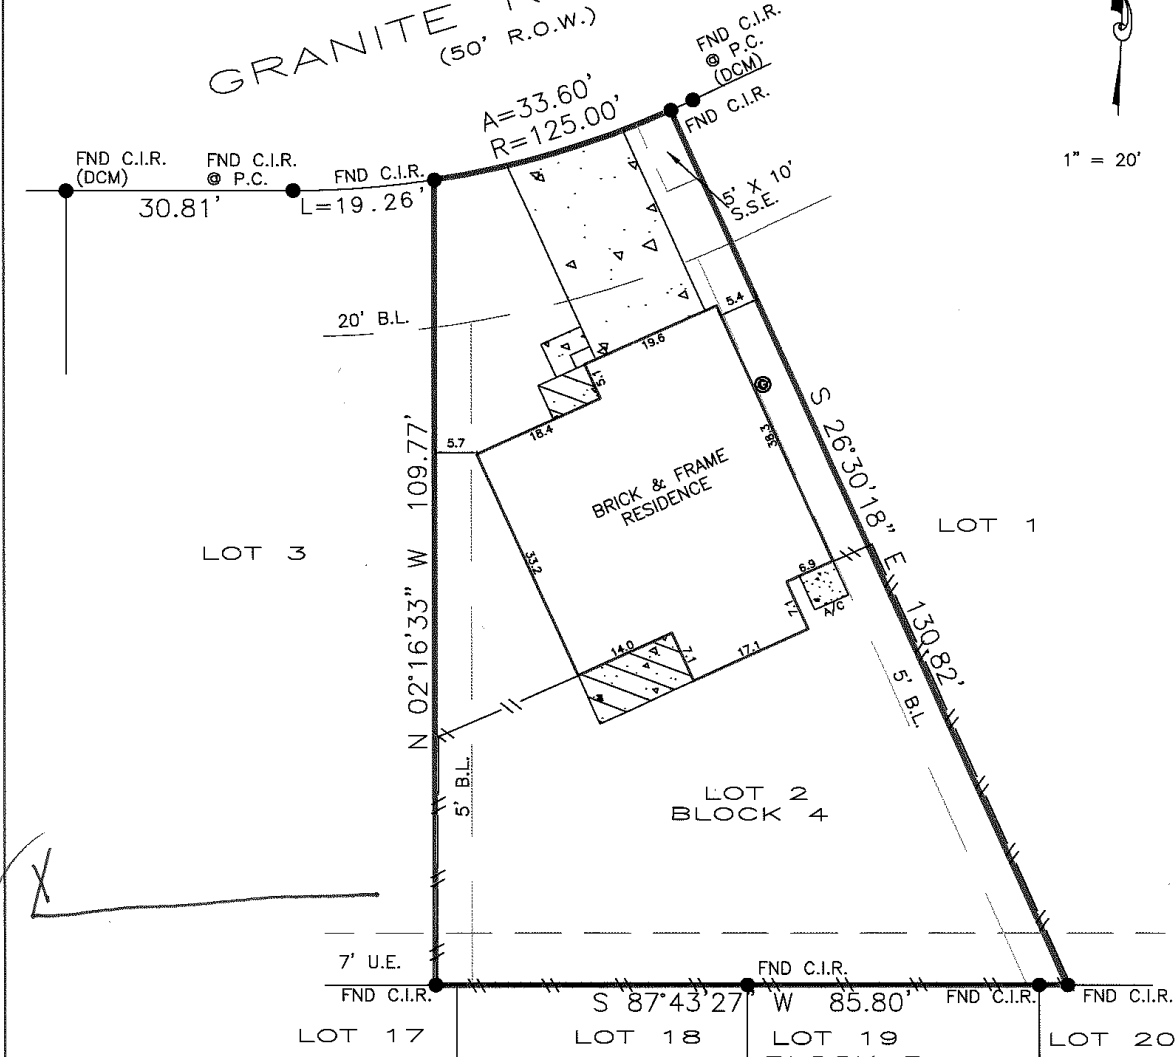 GRANITE
(50' R.O.W.)
FND C.I.R.
@ P.C.
(DCM)
A=33.60'
R=125.00'
FND C.I.R.
1" = 20'
FND C.I.R.
(DCM)
FND C.I.R.
@ P.C.
FND C.I.R.
30.81'
L=19.26'
5' X 10'
S.S.E.
20' B.L.
5.4
19.6
5.1
18.4
5.7
38.3
S 26°30'18" E 130.82'
N 02°16'33" W 109.77'
BRICK & FRAME
RESIDENCE
LOT 3
LOT 1
33.2
6.9
A/C
7.1
14.0
7.1
17.1
5' B.L.
5' B.L.
LOT 2
BLOCK 4
X
7' U.E.
FND C.I.R.
FND C.I.R.
S 87°43'27" W 85.80'
FND C.I.R.
FND C.I.R.
LOT 17
LOT 18
LOT 19
LOT 20